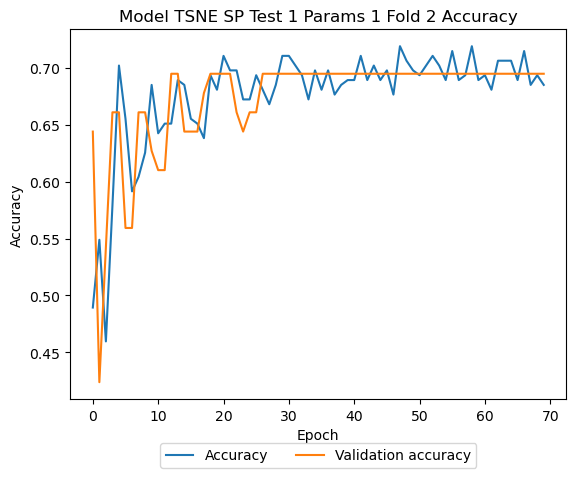 Model TSNE SP Test 1 Params 1 Fold 2 Accuracy
Accuracy
0.70
0.65
0.60
0.55
0.50
0.45
0 10 20 30 40 50 60 70
Epoch
Accuracy Validation accuracy